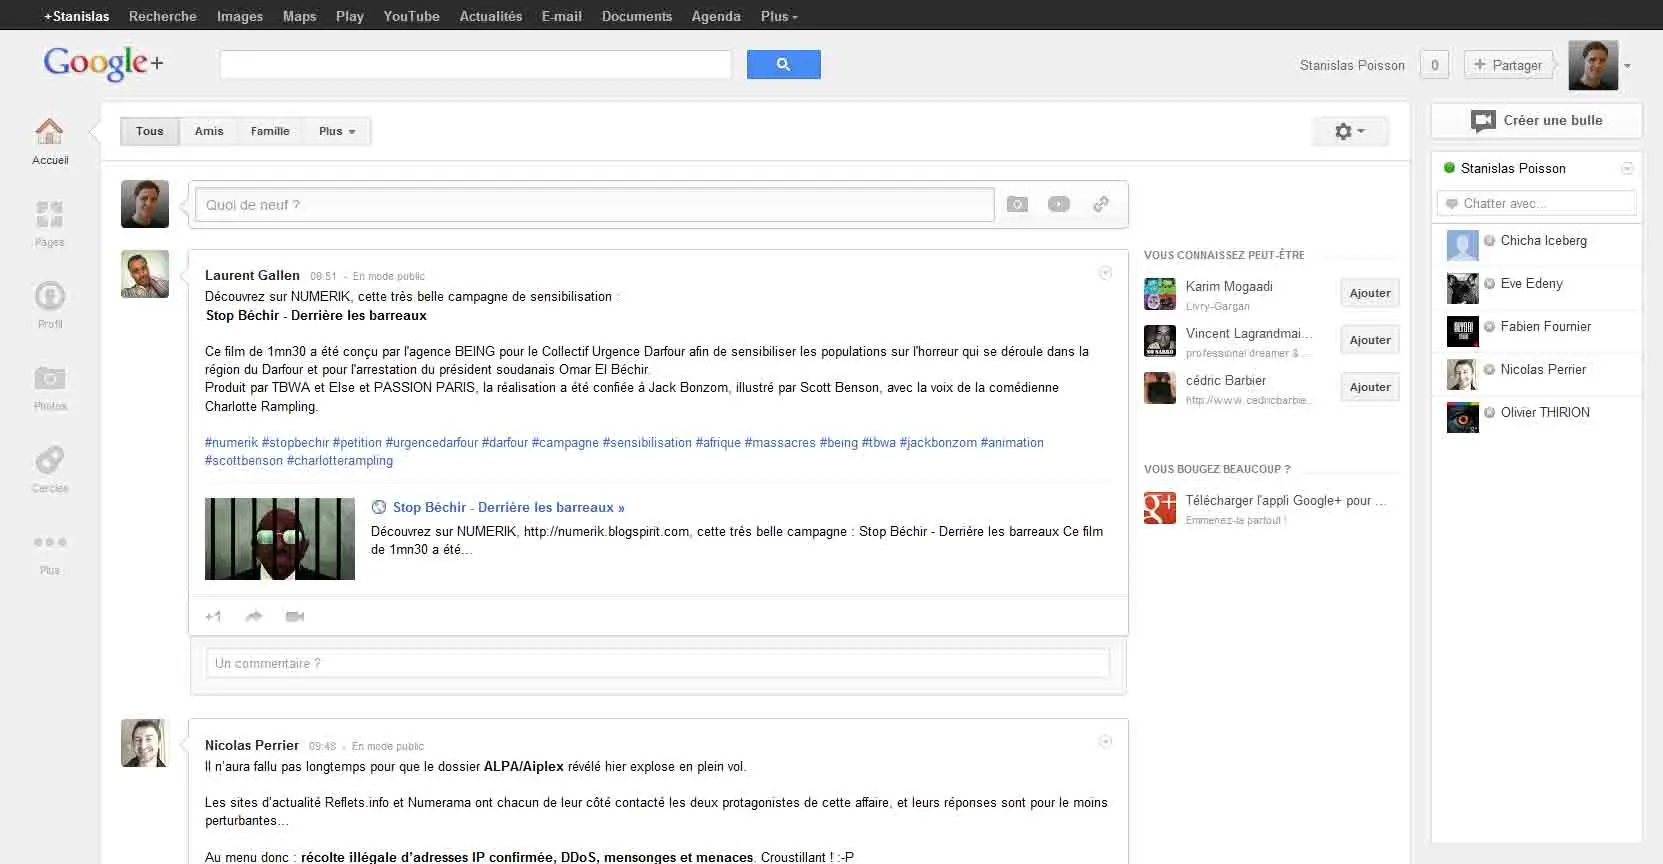 +Stanislas Recherche Images Maps Play YouTube Actualités E-mail Documents Agenda Plus
Google+
Stanislas Poisson 0 + Partager
Accueil
Pages
Profil
Photos
Cercles
Plus
Tous Amis Famille Plus
Quoi de neuf ?
Laurent Gallen 09:51 - En mode public
Découvrez sur NUMERIK, cette très belle campagne de sensibilisation :
Stop Béchir - Derrière les barreaux
Ce film de 1mn30 a été conçu par l'agence BEING pour le Collectif Urgence Darfour afin de sensibiliser les populations sur l'horreur qui se déroule dans la
région du Darfour et pour l'arrestation du président soudanais Omar El Béchir.
Produit par TBWA et Else et PASSION PARIS, la réalisation a été confiée à Jack Bonzom, illustré par Scott Benson, avec la voix de la comédienne
Charlotte Rampling.
#numerik #stopbechir #petition #urgencedarfour #darfour #campagne #sensibilisation #afrique #massacres #being #tbwa #jackbonzom #animation
#scottbenson #charlotterampling
Stop Béchir - Derrière les barreaux »
Découvrez sur NUMERIK, http://numerik.blogspirit.com, cette très belle campagne : Stop Béchir - Derrière les barreaux Ce film
de 1mn30 a été...
+1
Un commentaire ?
Nicolas Perrier 09:48 - En mode public
Il n'aura fallu pas longtemps pour que le dossier ALPA/Aiplex révélé hier explose en plein vol.
Les sites d'actualité Reflets.info et Numerama ont chacun de leur côté contacté les deux protagonistes de cette affaire, et leurs réponses sont pour le moins
perturbantes...
Au menu donc : récolte illégale d'adresses IP confirmée, DDoS, mensonges et menaces. Croustillant ! :-P
VOUS CONNAISSEZ PEUT-ÊTRE
Karim Mogaadi
Livry-Gargan
Ajouter
Vincent Lagrandmai...
professional dreamer & ...
Ajouter
cédric Barbier
http://www.cedricbarbie...
Ajouter
VOUS BOUGEZ BEAUCOUP ?
g+
Télécharger l'appli Google+ pour ...
Emmenez-la partout !
Créer une bulle
Stanislas Poisson
Chatter avec...
Chicha Iceberg
Eve Edeny
Fabien Fournier
Nicolas Perrier
Olivier THIRION